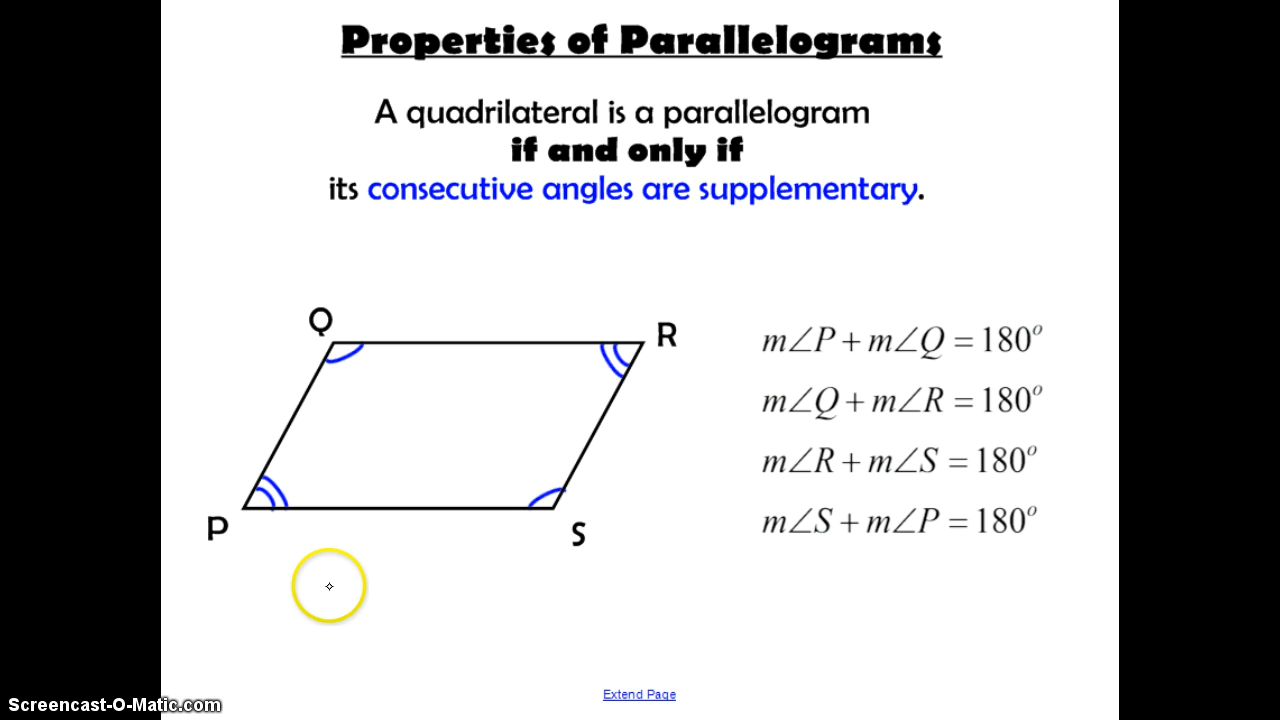 Properties of Parallelograms
A quadrilateral is a parallelogram
if and only if
its consecutive angles are supplementary.
Q
R
P
S
m∠P + m∠Q = 180°
m∠Q + m∠R = 180°
m∠R + m∠S = 180°
m∠S + m∠P = 180°
Extend Page
Screencast-O-Matic.com